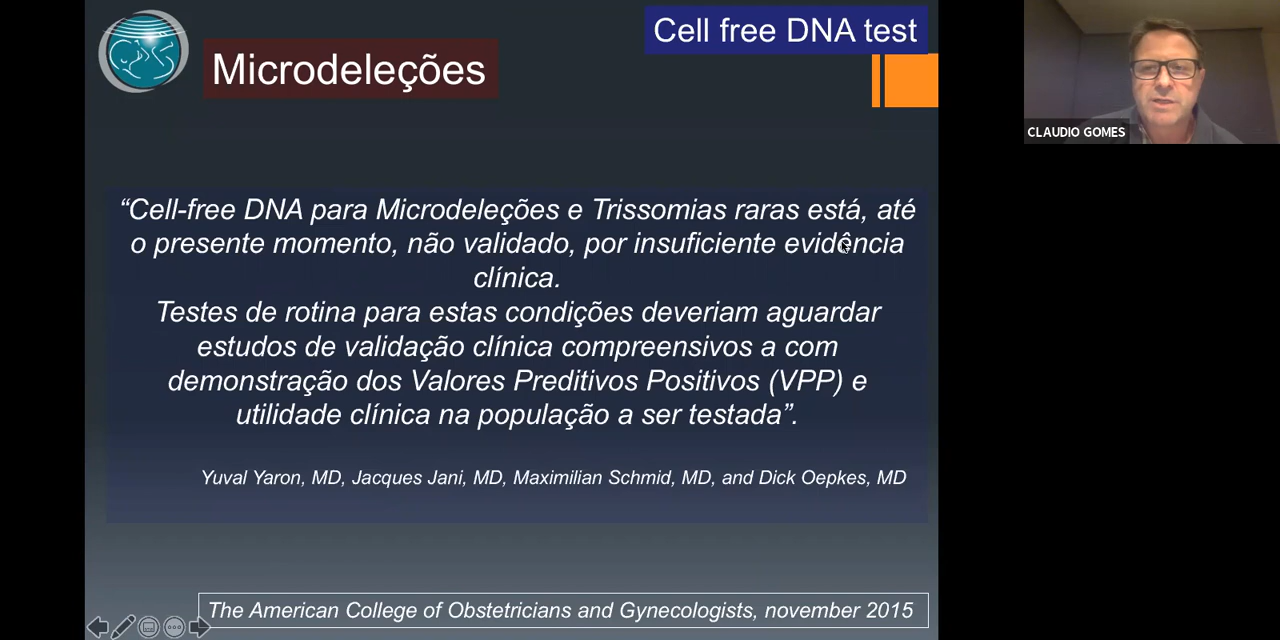 Cell free DNA test
Microdeleções
CLAUDIO GOMES
“Cell-free DNA para Microdeleções e Trissomias raras está, até
o presente momento, não validado, por insuficiente evidência
clínica.
Testes de rotina para estas condições deveriam aguardar
estudos de validação clínica compreensivos a com
demonstração dos Valores Preditivos Positivos (VPP) e
utilidade clínica na população a ser testada”.
Yuval Yaron, MD, Jacques Jani, MD, Maximilian Schmid, MD, and Dick Oepkes, MD
The American College of Obstetricians and Gynecologists, november 2015